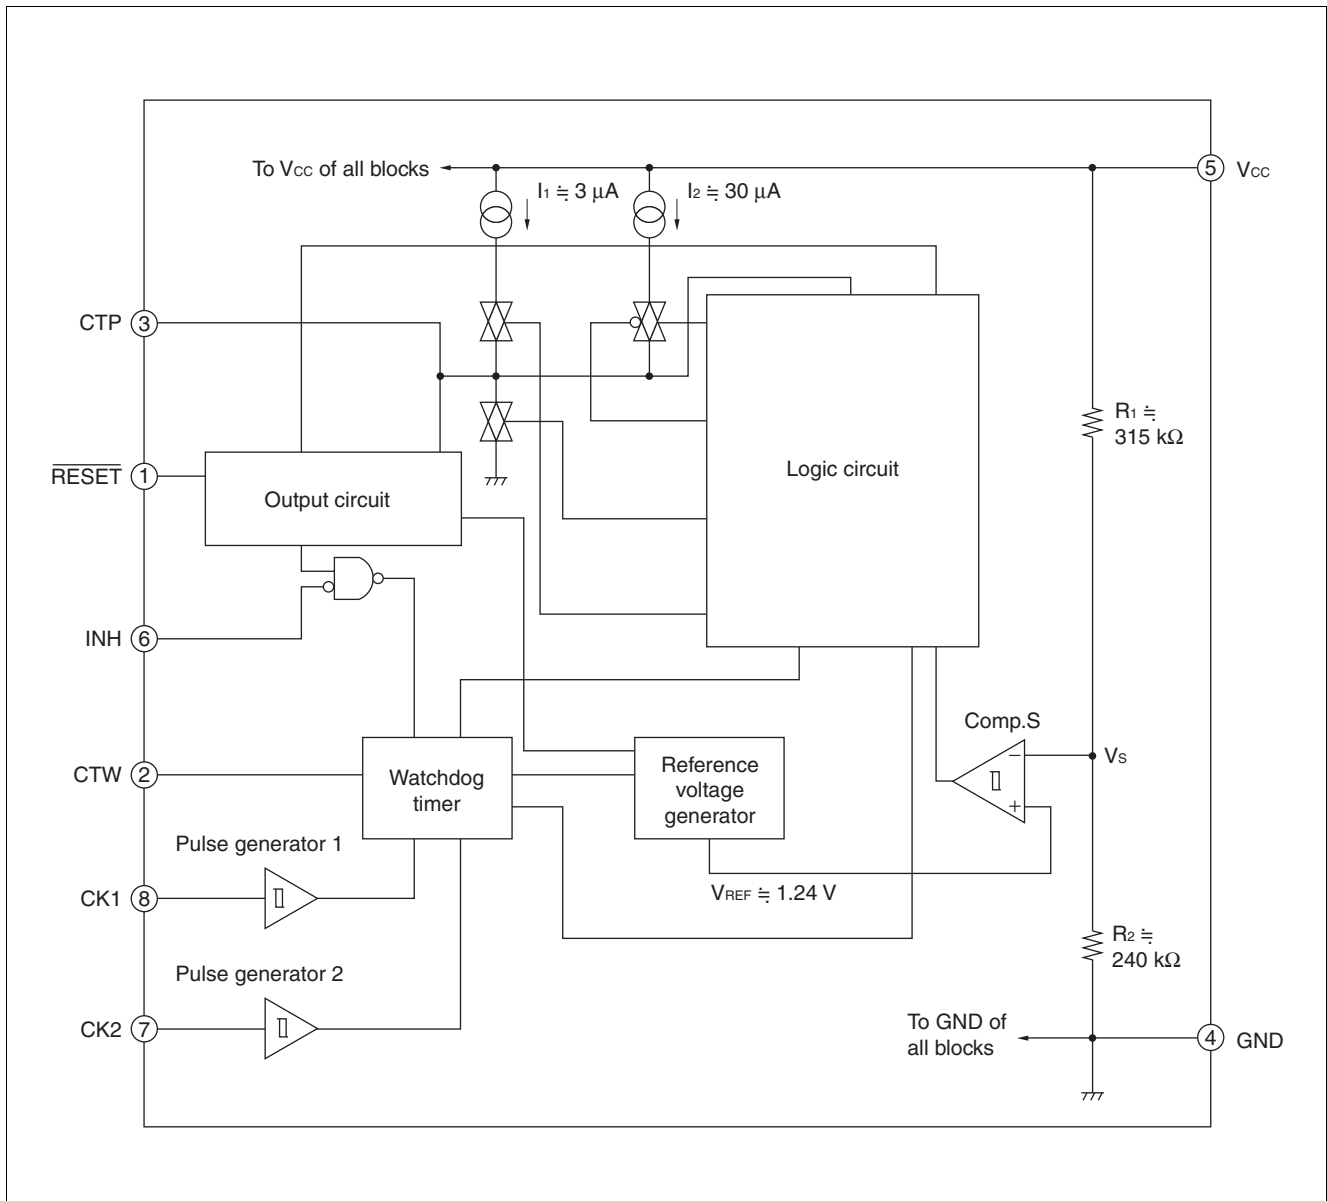 To VCC of all blocks
I1 ≒ 3 μA
I2 ≒ 30 μA
5
VCC
CTP
3
R1 ≒
315 kΩ
RESET
1
Output circuit
Logic circuit
INH
6
Comp.S
−
VS
+
CTW
2
Watchdog
timer
Reference
voltage
generator
Pulse generator 1
CK1
8
VREF ≒ 1.24 V
R2 ≒
240 kΩ
Pulse generator 2
CK2
7
To GND of
all blocks
4
GND